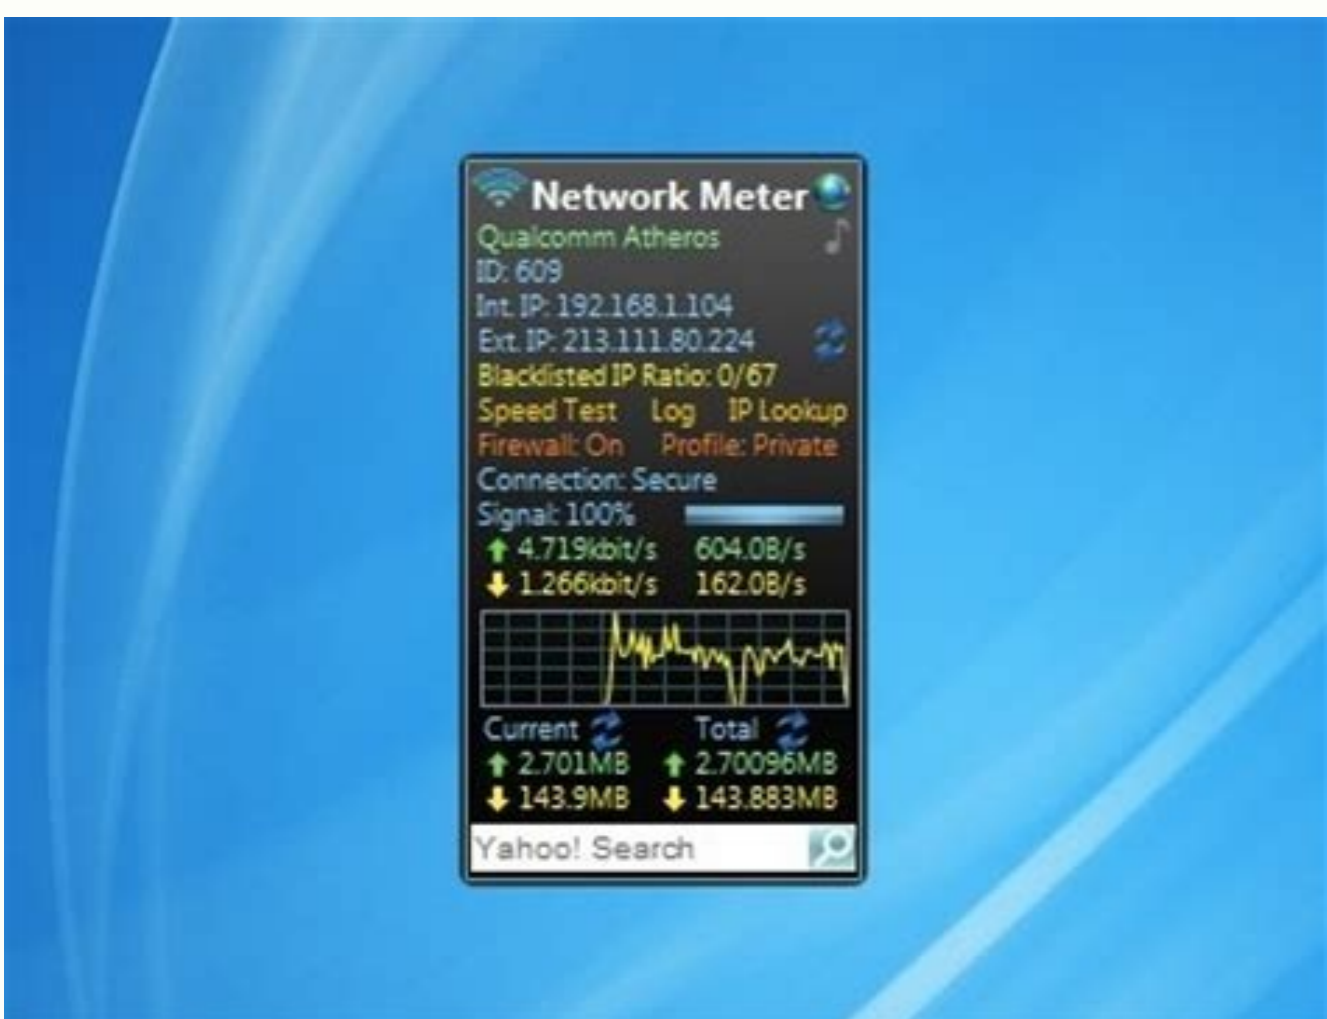 Network Meter
Qualcomm Atheros
ID: 609
Int. IP: 192.168.1.104
Ext. IP: 213.111.80.224
Blacklisted IP Ratio: 0/67
Speed Test Log IP Lookup
Firewall: On Profile: Private
Connection: Secure
Signal: 100%
4.719kbit/s 604.0B/s
1.266kbit/s 162.0B/s
Current Total
2.701MB 2.70096MB
143.9MB 143.883MB
Yahoo! Search